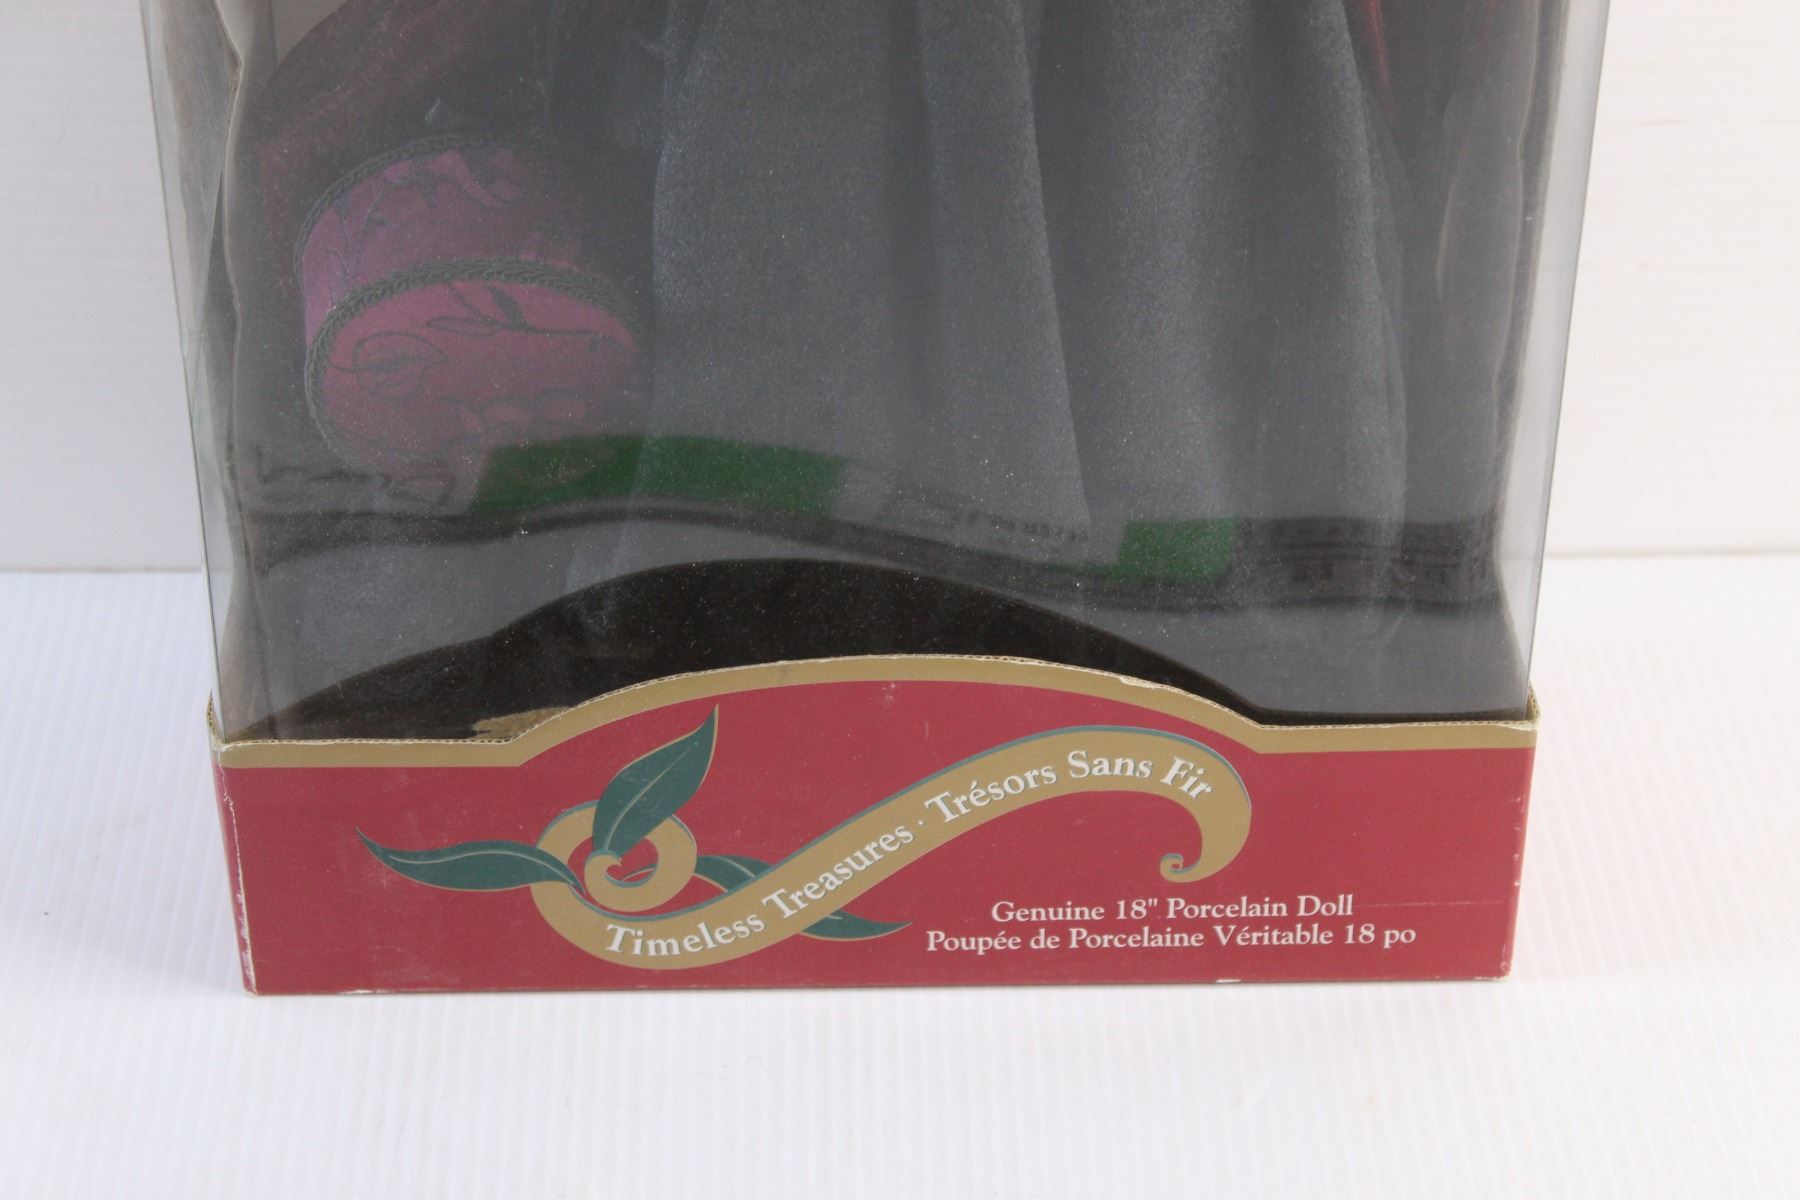 Timeless Treasures · Trésors Sans Fir
Genuine 18" Porcelain Doll
Poupée de Porcelaine Véritable 18 po